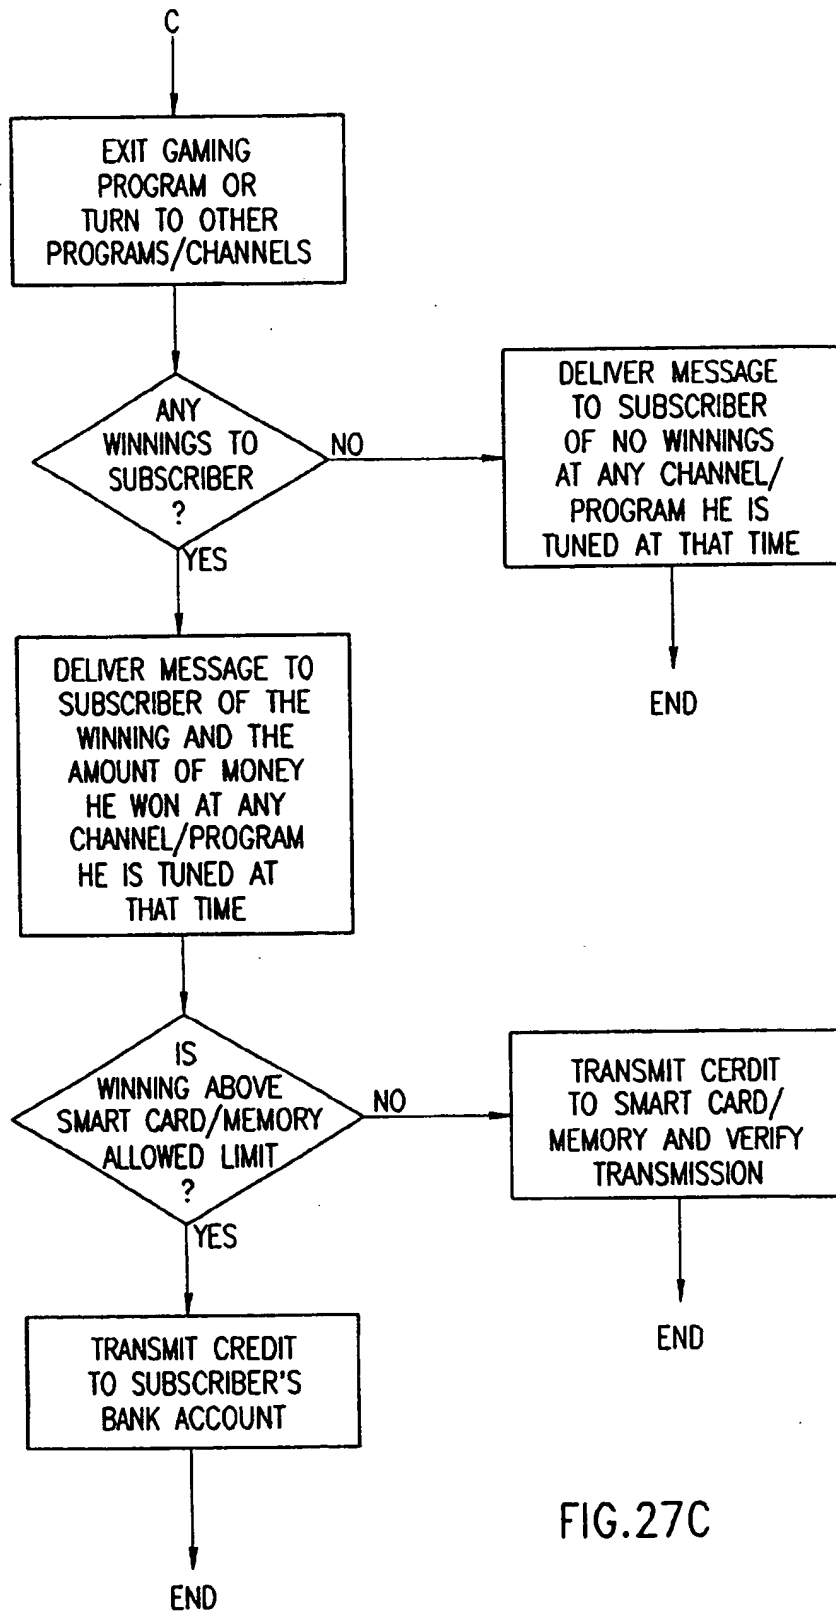 C
EXIT GAMING
PROGRAM OR
TURN TO OTHER
PROGRAMS/CHANNELS
ANY
WINNINGS TO
SUBSCRIBER
?
NO
YES
DELIVER MESSAGE
TO SUBSCRIBER
OF NO WINNINGS
AT ANY CHANNEL/
PROGRAM HE IS
TUNED AT THAT TIME
END
DELIVER MESSAGE TO
SUBSCRIBER OF THE
WINNING AND THE
AMOUNT OF MONEY
HE WON AT ANY
CHANNEL/PROGRAM
HE IS TUNED AT
THAT TIME
IS
WINNING ABOVE
SMART CARD/MEMORY
ALLOWED LIMIT
?
NO
YES
TRANSMIT CERDIT
TO SMART CARD/
MEMORY AND VERIFY
TRANSMISSION
END
TRANSMIT CREDIT
TO SUBSCRIBER'S
BANK ACCOUNT
END
FIG.27C